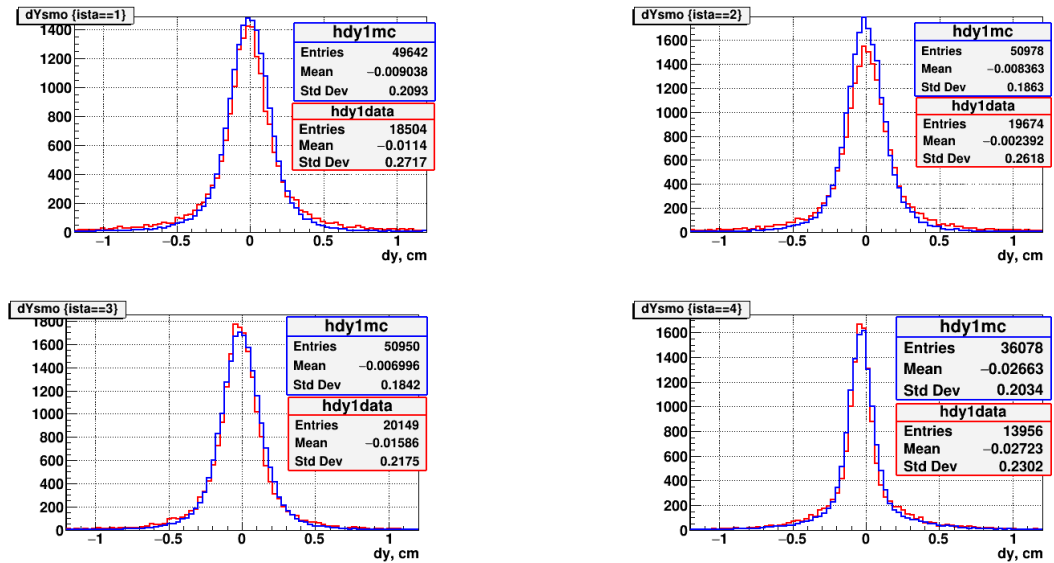 dYsmo {ista==1}
hdy1mc
Entries 49642
Mean −0.009038
Std Dev 0.2093
hdy1data
Entries 18504
Mean −0.0114
Std Dev 0.2717
1400
1200
1000
800
600
400
200
0
−1 −0.5 0 0.5 1
dy, cm
dYsmo {ista==2}
hdy1mc
Entries 50978
Mean −0.008363
Std Dev 0.1863
hdy1data
Entries 19674
Mean −0.002392
Std Dev 0.2618
1600
1400
1200
1000
800
600
400
200
0
−1 −0.5 0 0.5 1
dy, cm
dYsmo {ista==3}
hdy1mc
Entries 50950
Mean −0.006996
Std Dev 0.1842
hdy1data
Entries 20149
Mean −0.01586
Std Dev 0.2175
1800
1600
1400
1200
1000
800
600
400
200
0
−1 −0.5 0 0.5 1
dy, cm
dYsmo {ista==4}
hdy1mc
Entries 36078
Mean −0.02663
Std Dev 0.2034
hdy1data
Entries 13956
Mean −0.02723
Std Dev 0.2302
1600
1400
1200
1000
800
600
400
200
0
−1 −0.5 0 0.5 1
dy, cm